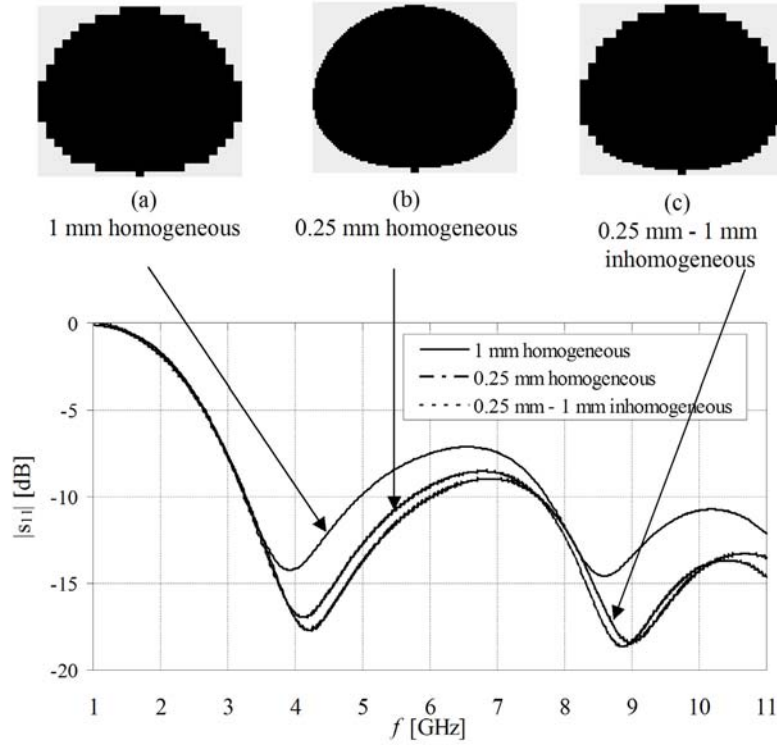 (a)
1 mm homogeneous
(b)
0.25 mm homogeneous
(c)
0.25 mm - 1 mm
inhomogeneous
1 mm homogeneous
0.25 mm homogeneous
0.25 mm - 1 mm inhomogeneous
|s₁₁| [dB]
0
-5
-10
-15
-20
1 2 3 4 5 6 7 8 9 10 11
f [GHz]